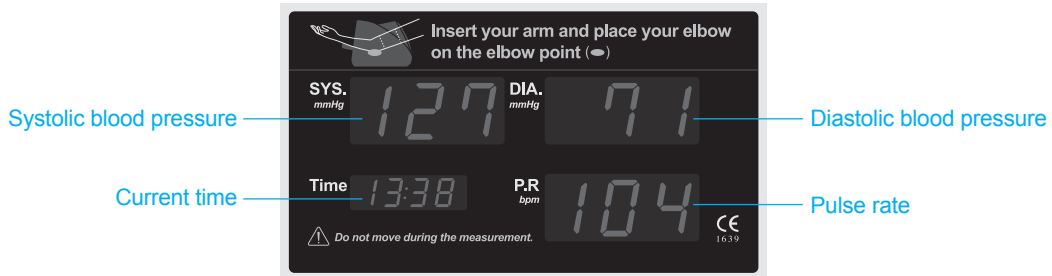 Insert your arm and place your elbow
on the elbow point ( )
SYS.
mmHg
127
DIA.
mmHg
71
Systolic blood pressure
Diastolic blood pressure
Time
13:38
P.R
bpm
104
Current time
Pulse rate
Do not move during the measurement.
CE
1639